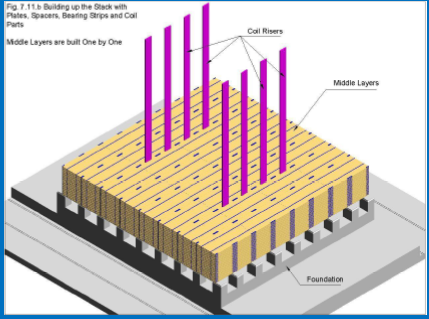 Fig. 7.11.b Building up the Stack with
Plates, Spacers, Bearing Strips and Coil
Parts
Middle Layers are built One by One
Coil Risers
Middle Layers
Foundation